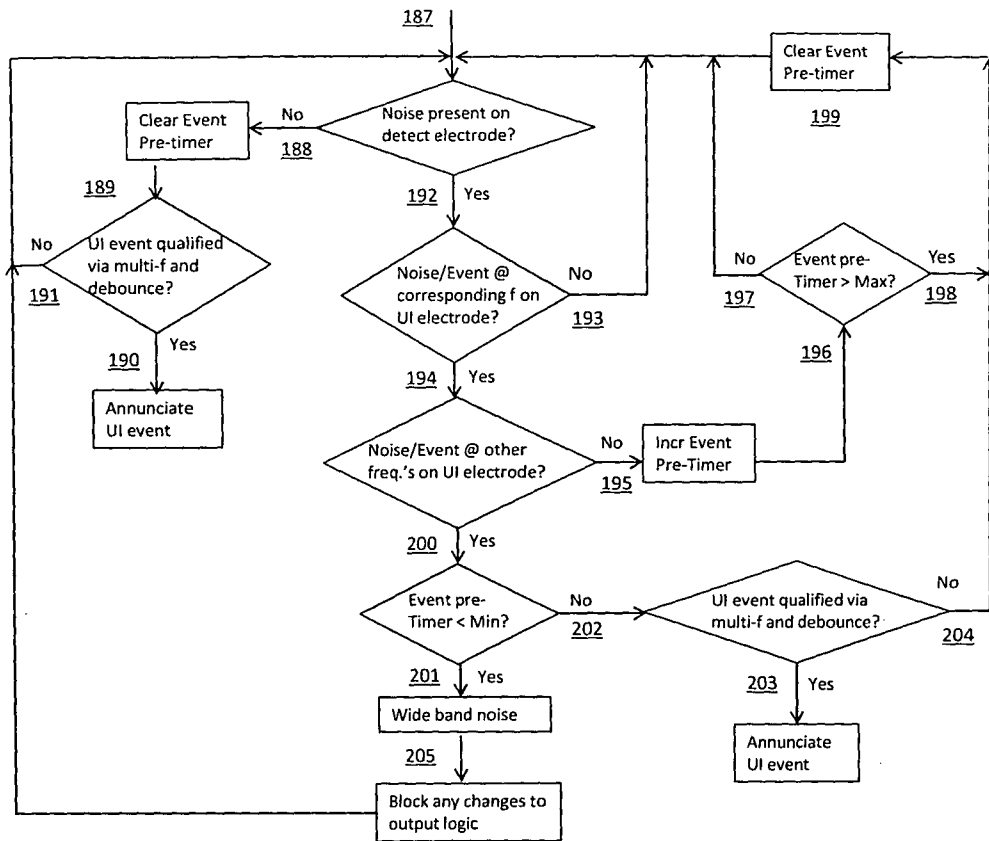 187
Clear Event
Pre-timer
199
Noise present on
detect electrode?
No
188
Clear Event
Pre-timer
189
192
Yes
No
191
UI event qualified
via multi-f and
debounce?
190
Yes
Annunciate
UI event
Noise/Event @
corresponding f on
UI electrode?
No
193
No
197
Event pre-
Timer > Max?
Yes
198
196
194
Yes
Noise/Event @ other
freq.'s on UI electrode?
No
195
Incr Event
Pre-Timer
200
Yes
Event pre-
Timer < Min?
No
202
UI event qualified via
multi-f and debounce?
No
204
201
Yes
203
Yes
Wide band noise
205
Annunciate
UI event
Block any changes to
output logic